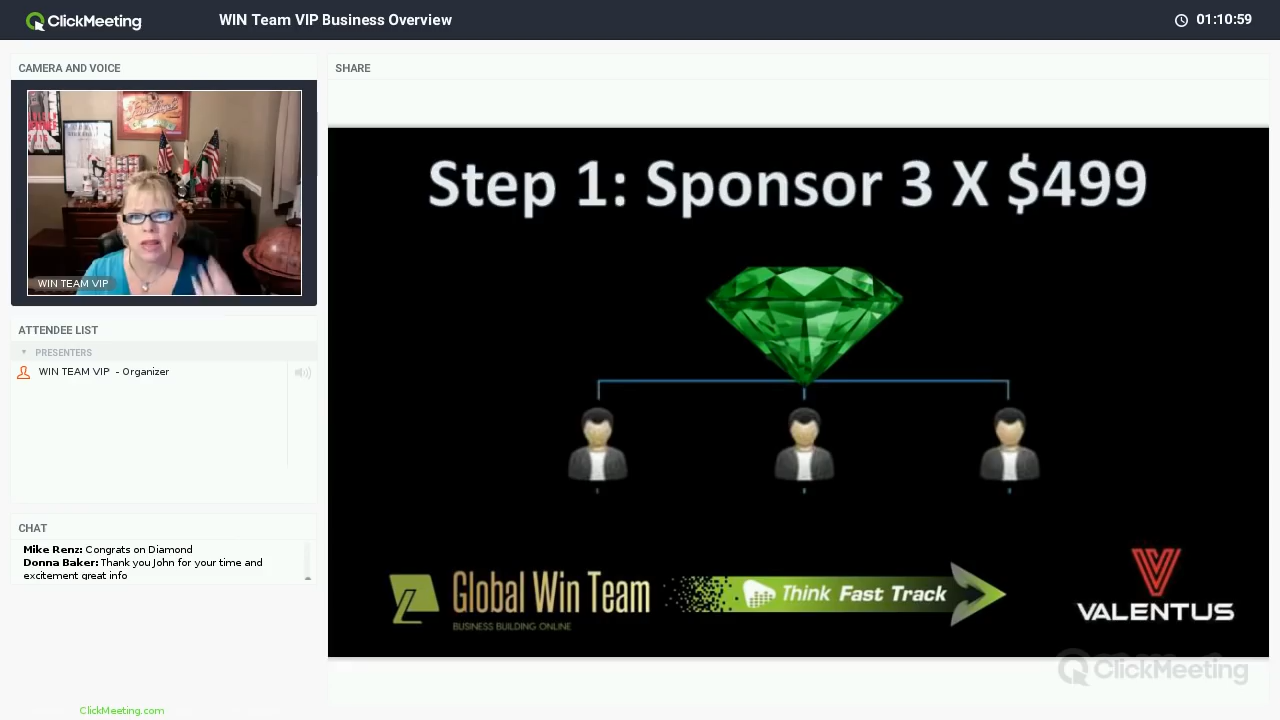 ClickMeeting
WIN Team VIP Business Overview
01:10:59
CAMERA AND VOICE
WIN TEAM VIP
ATTENDEE LIST
PRESENTERS
WIN TEAM VIP - Organizer
CHAT
Mike Renz: Congrats on Diamond
Donna Baker: Thank you John for your time and
excitement great info
ClickMeeting.com
SHARE
Step 1: Sponsor 3 X $499
Global Win Team
BUSINESS BUILDING ONLINE
Think Fast Track
VALENTUS
ClickMeeting